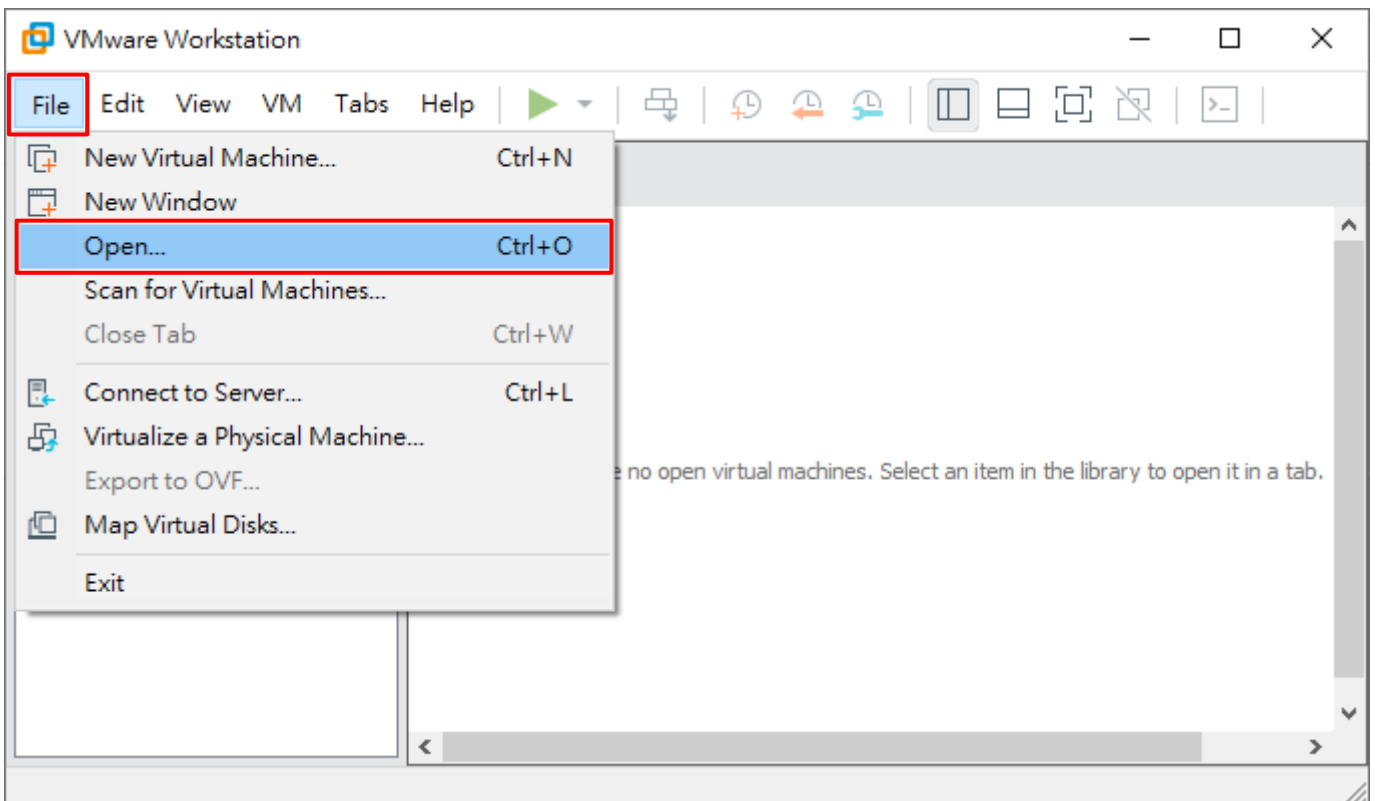 VMware Workstation
File Edit View VM Tabs Help
New Virtual Machine... Ctrl+N
New Window
Open... Ctrl+O
Scan for Virtual Machines...
Close Tab Ctrl+W
Connect to Server... Ctrl+L
Virtualize a Physical Machine...
no open virtual machines. Select an item in the library to open it in a tab.
Export to OVF...
Map Virtual Disks...
Exit